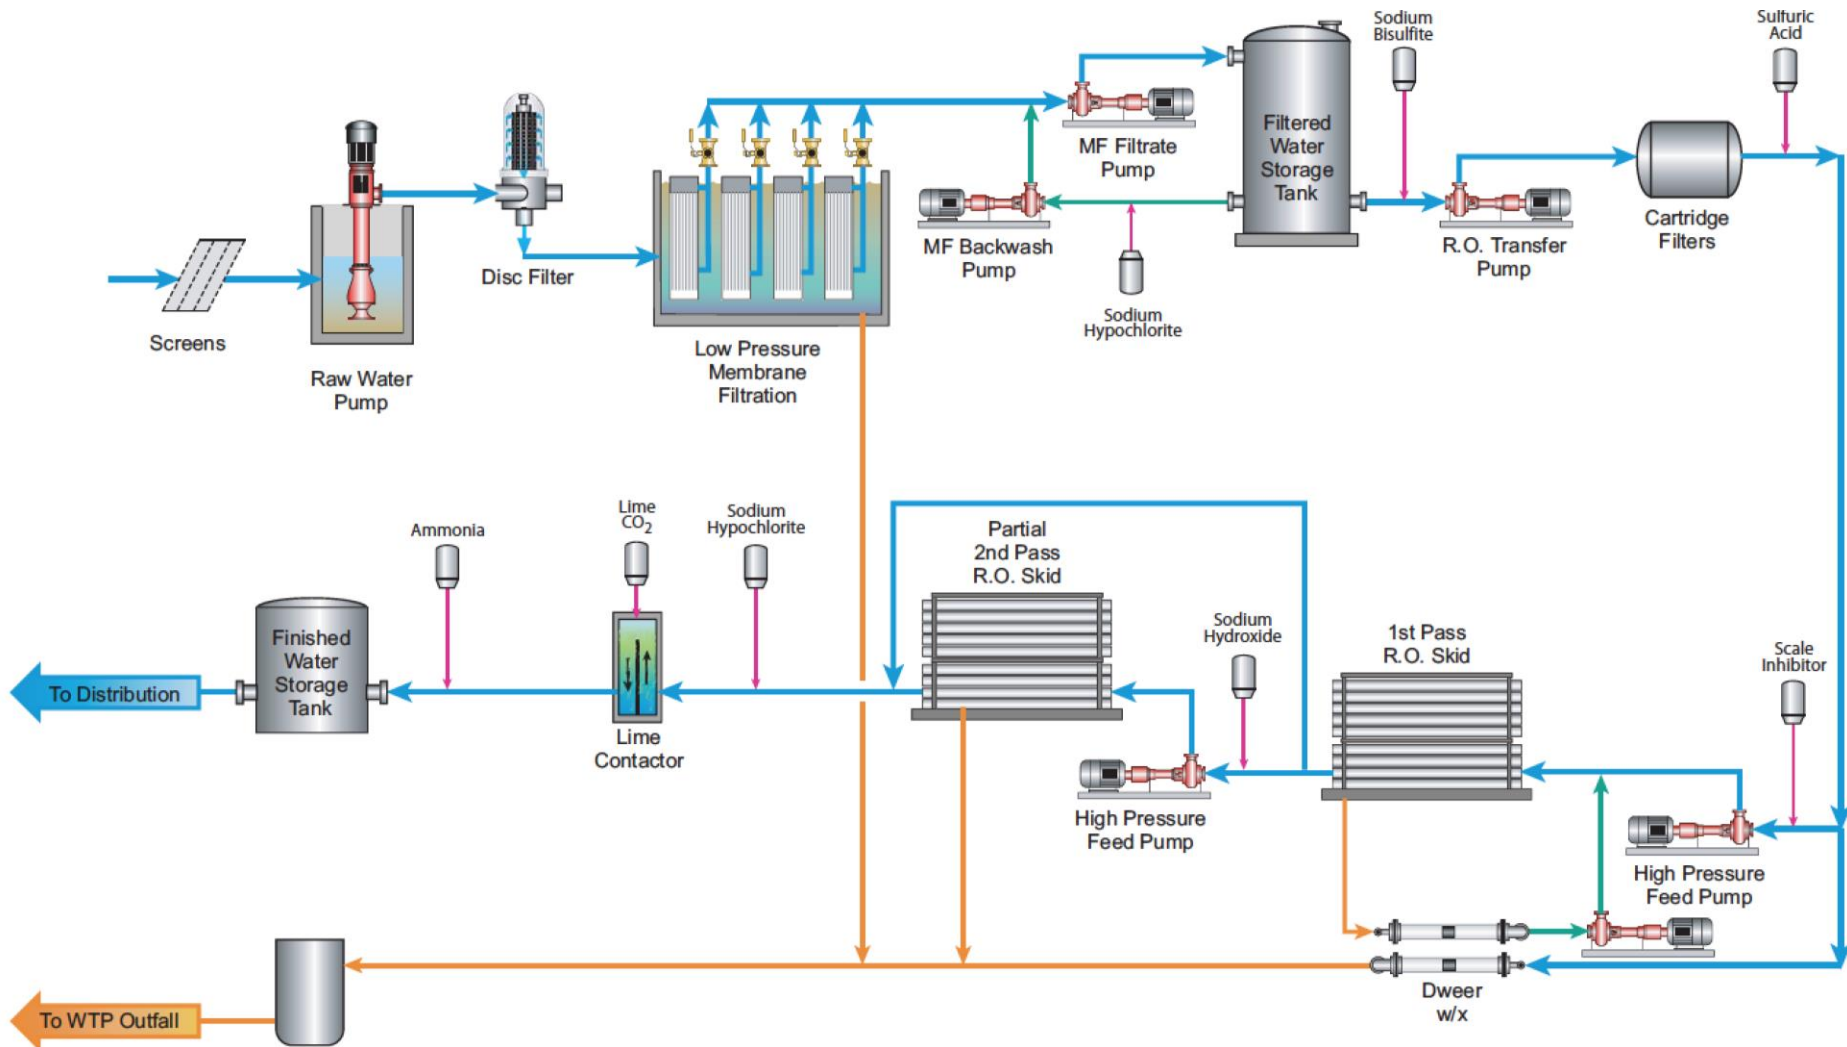 Sodium
Bisulfite
Sulfuric
Acid
Filtered
Water
Storage
Tank
MF Filtrate
Pump
MF Backwash
Pump
R.O. Transfer
Pump
Cartridge
Filters
Disc Filter
Sodium
Hypochlorite
Screens
Raw Water
Pump
Low Pressure
Membrane
Filtration
Ammonia
Lime
CO2
Sodium
Hypochlorite
Partial
2nd Pass
R.O. Skid
Sodium
Hydroxide
1st Pass
R.O. Skid
Scale
Inhibitor
Finished
Water
Storage
Tank
To Distribution
Lime
Contactor
High Pressure
Feed Pump
High Pressure
Feed Pump
Dweer
w/x
To WTP Outfall